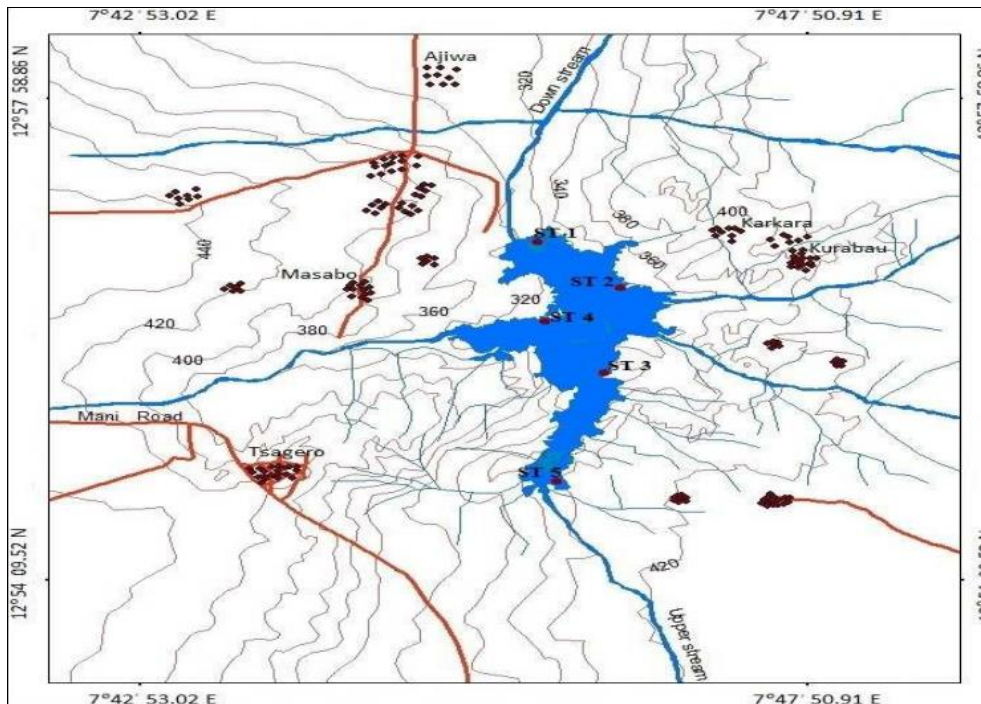 7°42′53.02 E
7°47′50.91 E
12°57′58.86 N
Ajiwa
320
Down stream
340
380
400
Karkara
Kurabau
360
ST 1
440
Masabo
ST 2
320
ST 4
360
420
380
400
ST 3
Mani Road
Tsagero
ST 5
12°54′09.52 N
420
Upper stream
7°42′53.02 E
7°47′50.91 E